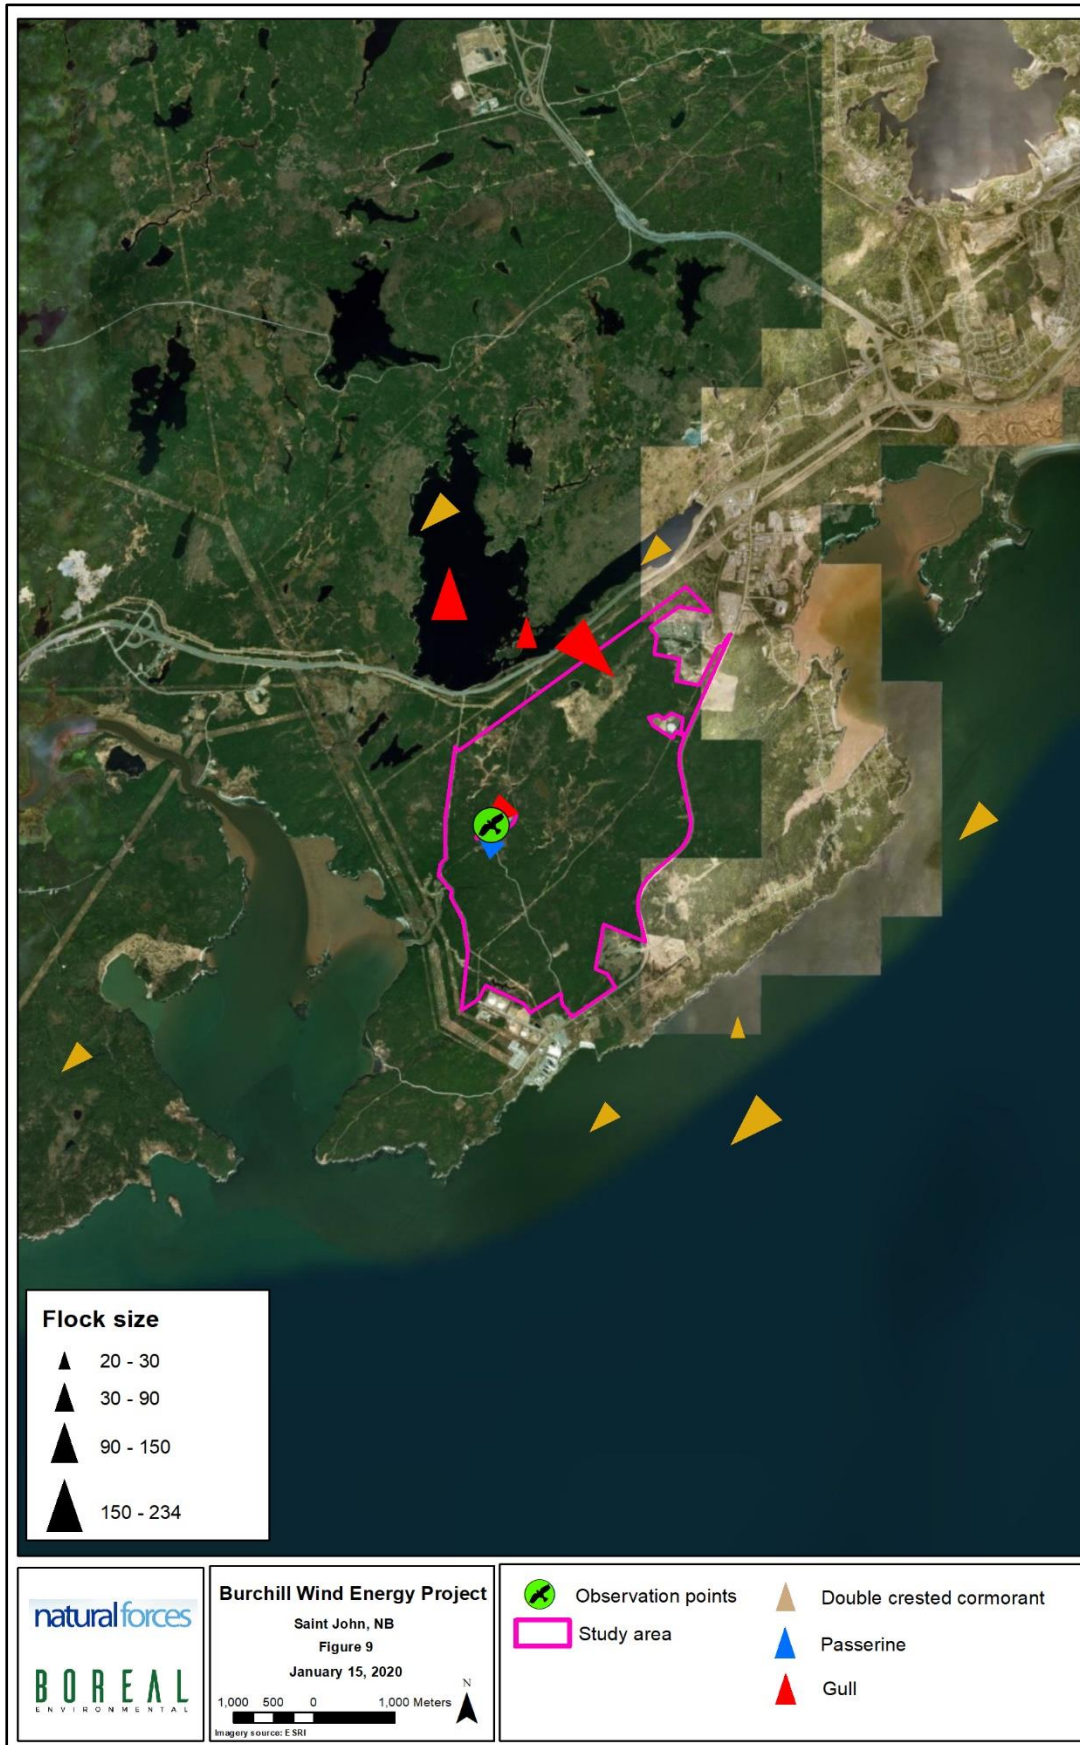 Flock size
20 - 30
30 - 90
90 - 150
150 - 234
naturalforces
BOREAL
ENVIRONMENTAL
Burchill Wind Energy Project
Saint John, NB
Figure 9
January 15, 2020
N
1,000 500 0 1,000 Meters
Imagery source: ESRI
Observation points
Study area
Double crested cormorant
Passerine
Gull